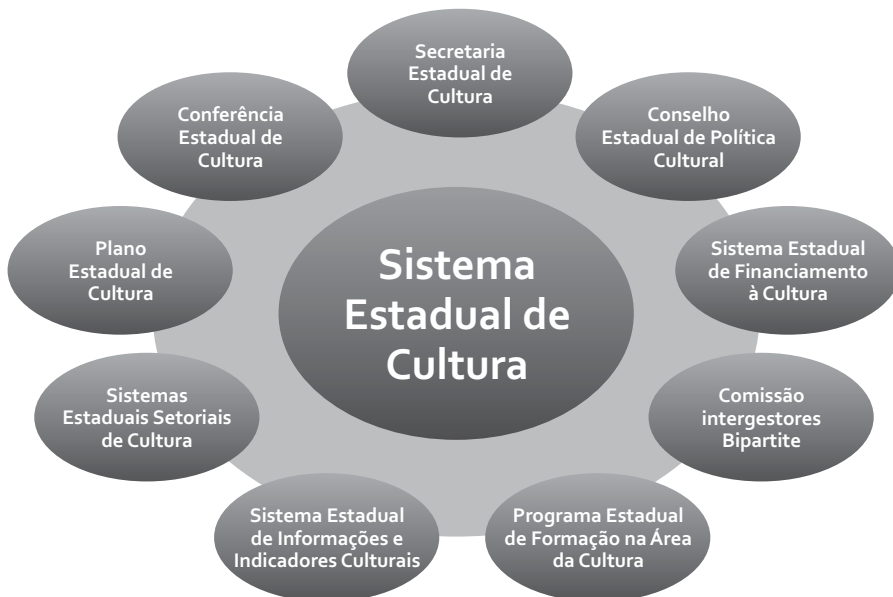 Secretaria
Estadual de
Cultura
Conferência
Estadual de
Cultura
Conselho
Estadual de Política
Cultural
Plano
Estadual de
Cultura
Sistema
Estadual de
Cultura
Sistema Estadual
de Financiamento
à Cultura
Sistemas
Estaduais Setoriais
de Cultura
Comissão
intergestores
Bipartite
Sistema Estadual
de Informações e
Indicadores Culturais
Programa Estadual
de Formação na Área
da Cultura